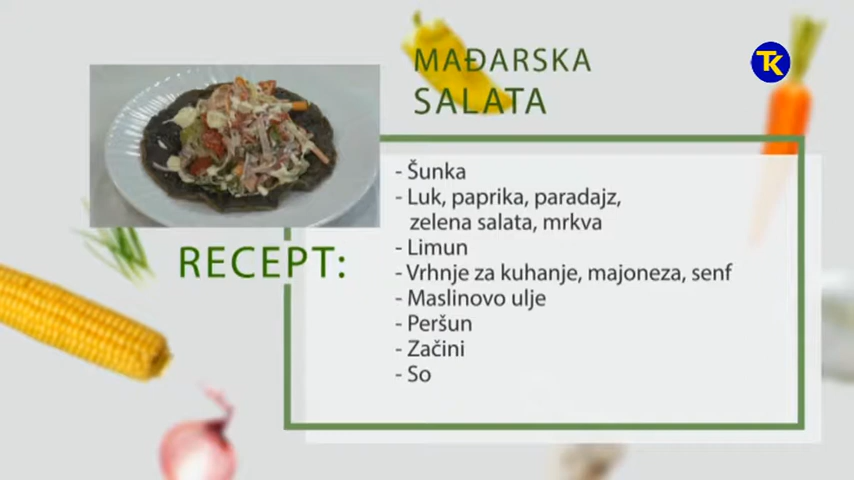 MAĐARSKA
SALATA
TK
RECEPT:
- Šunka
- Luk, paprika, paradajz,
zelena salata, mrkva
- Limun
- Vrhnje za kuhanje, majoneza, senf
- Maslinovo ulje
- Peršun
- Začini
- So